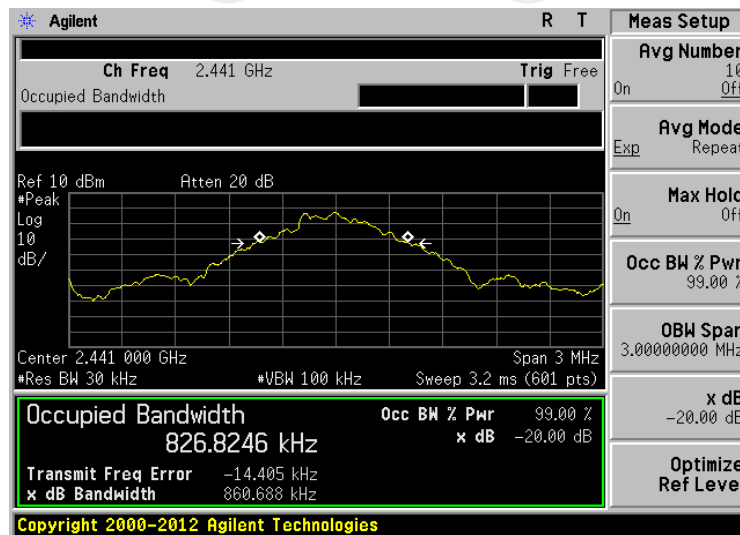 Agilent
R T
Meas Setup
Ch Freq 2.441 GHz
Trig Free
Occupied Bandwidth
Avg Number
10
On Off
Avg Mode
Exp Repeat
Max Hold
On Off
Occ BW % Pwr
99.00 %
OBW Span
3.00000000 MHz
x dB
-20.00 dB
Optimize
Ref Level
Ref 10 dBm Atten 20 dB
#Peak
Log
10
dB/
Center 2.441 000 GHz Span 3 MHz
#Res BW 30 kHz #VBW 100 kHz Sweep 3.2 ms (601 pts)
Occupied Bandwidth
826.8246 kHz
Occ BW % Pwr 99.00 %
x dB -20.00 dB
Transmit Freq Error -14.405 kHz
x dB Bandwidth 860.688 kHz
Copyright 2000-2012 Agilent Technologies